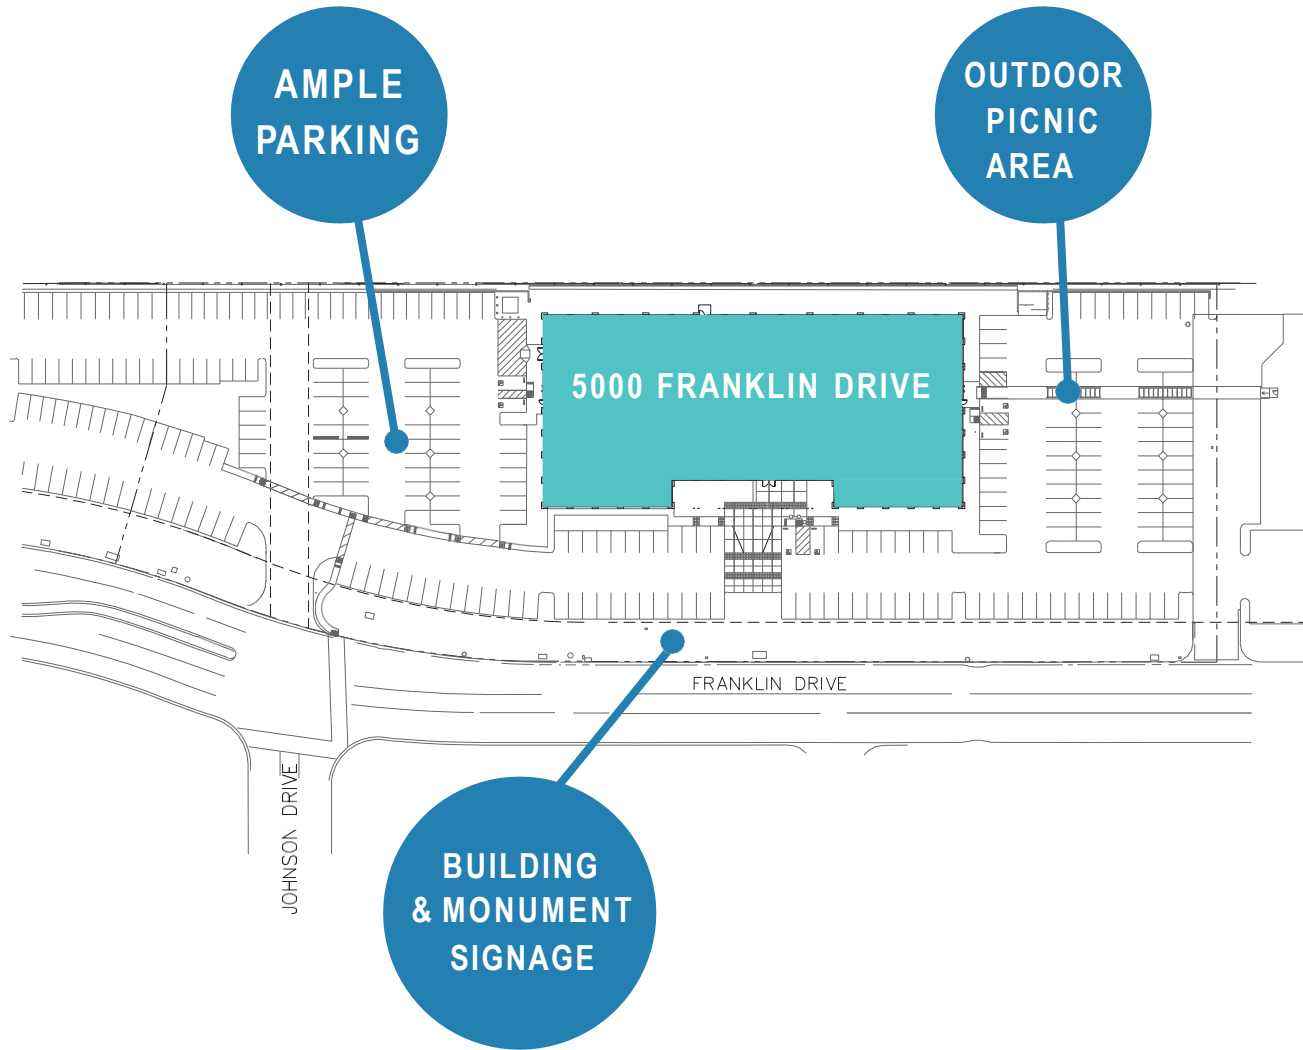 AMPLE
PARKING
OUTDOOR
PICNIC
AREA
5000 FRANKLIN DRIVE
FRANKLIN DRIVE
JOHNSON DRIVE
BUILDING
& MONUMENT
SIGNAGE